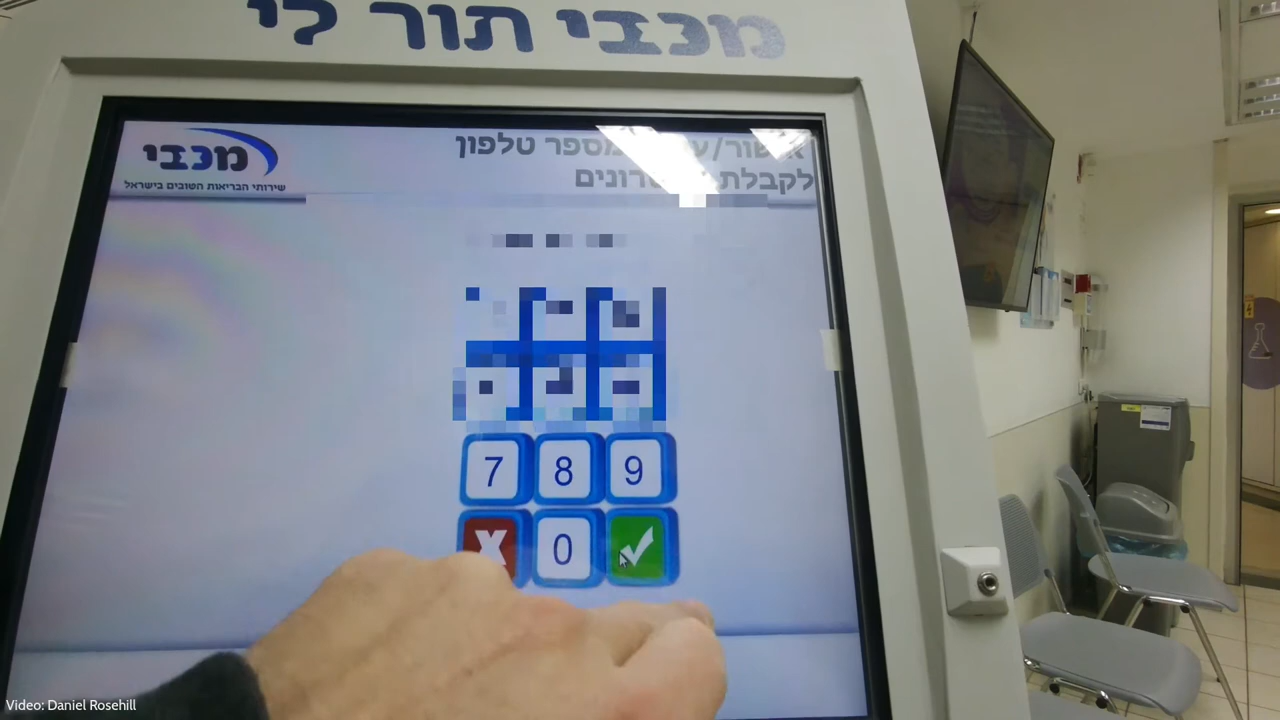 מכבי תור לי
מכבי
שירותי הבריאות הטובים בישראל
מספר טלפון
לקבלת
7 8 9
X 0
Video: Daniel Rosehill